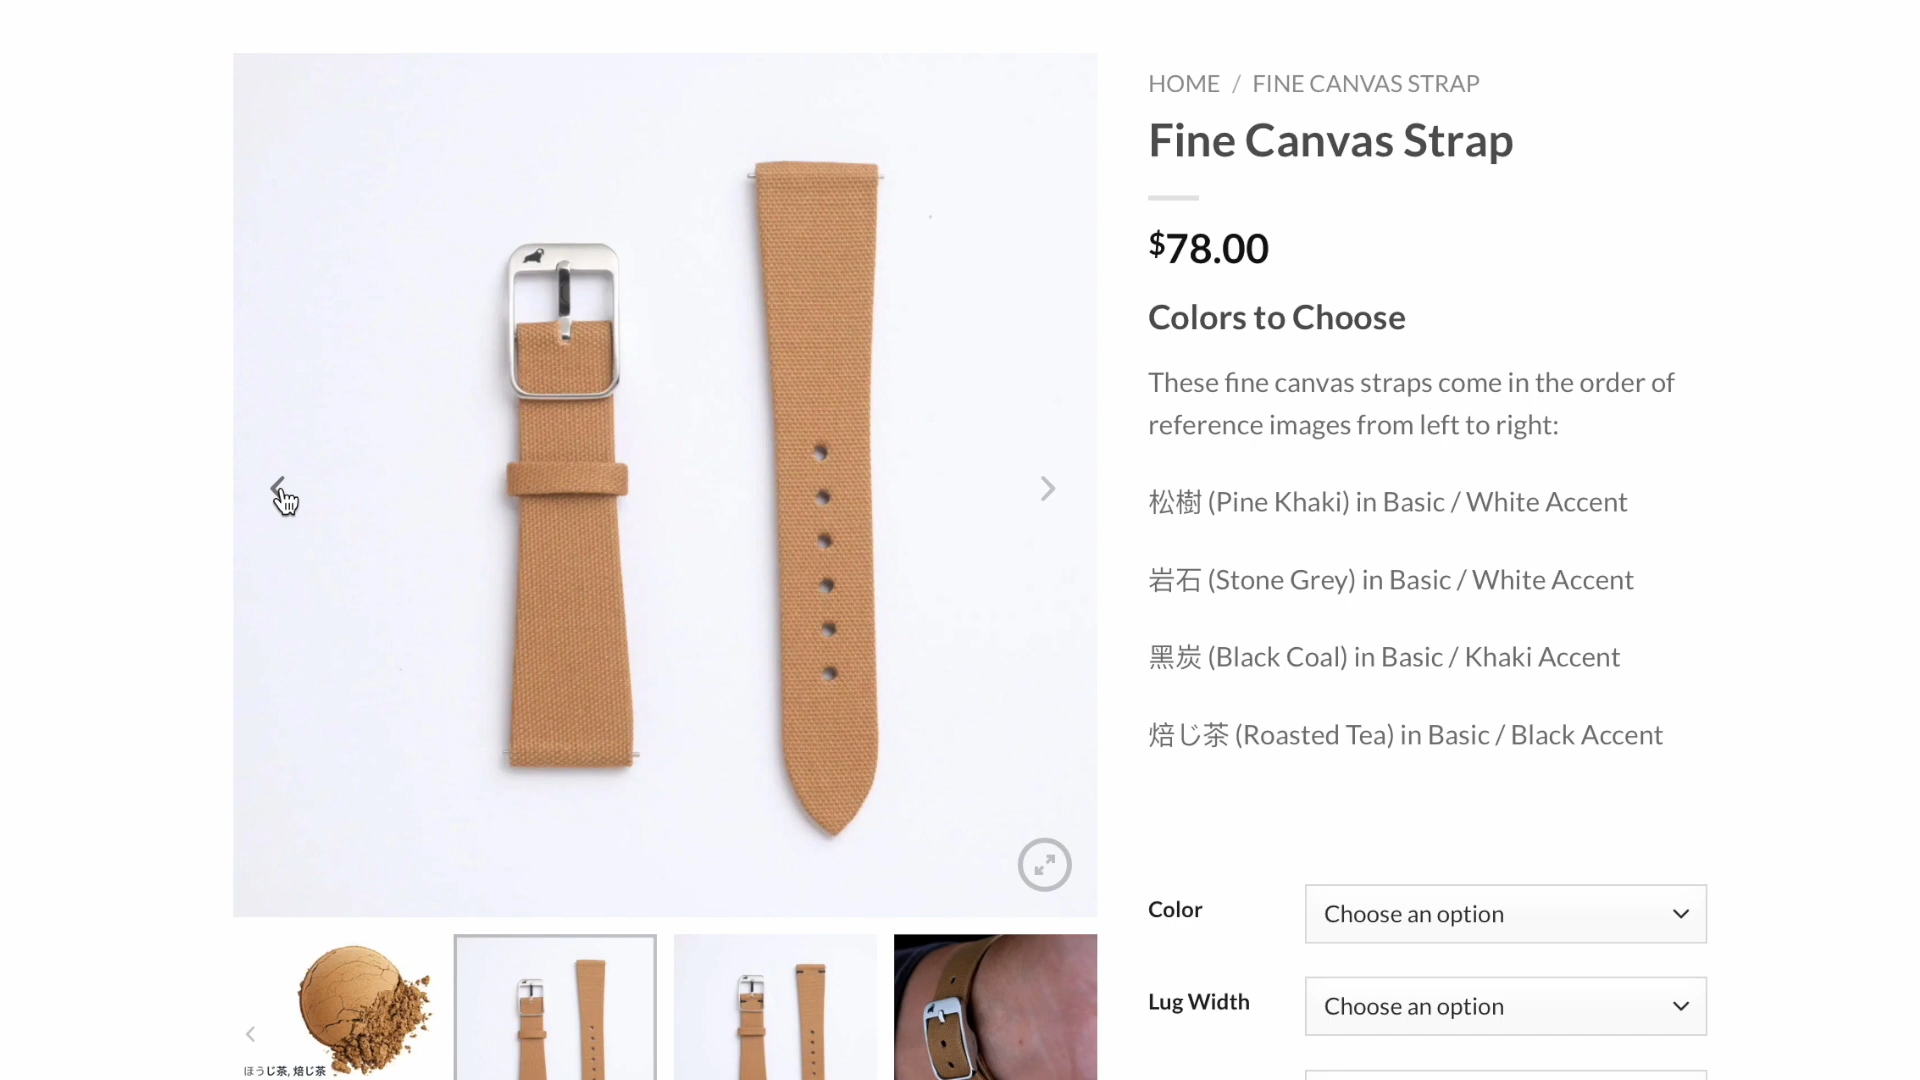 HOME / FINE CANVAS STRAP
Fine Canvas Strap
$78.00
Colors to Choose
These fine canvas straps come in the order of
reference images from left to right:
松樹 (Pine Khaki) in Basic / White Accent
岩石 (Stone Grey) in Basic / White Accent
黑炭 (Black Coal) in Basic / Khaki Accent
焙じ茶 (Roasted Tea) in Basic / Black Accent
Color
Choose an option
Lug Width
Choose an option
ほうじ茶, 焙じ茶